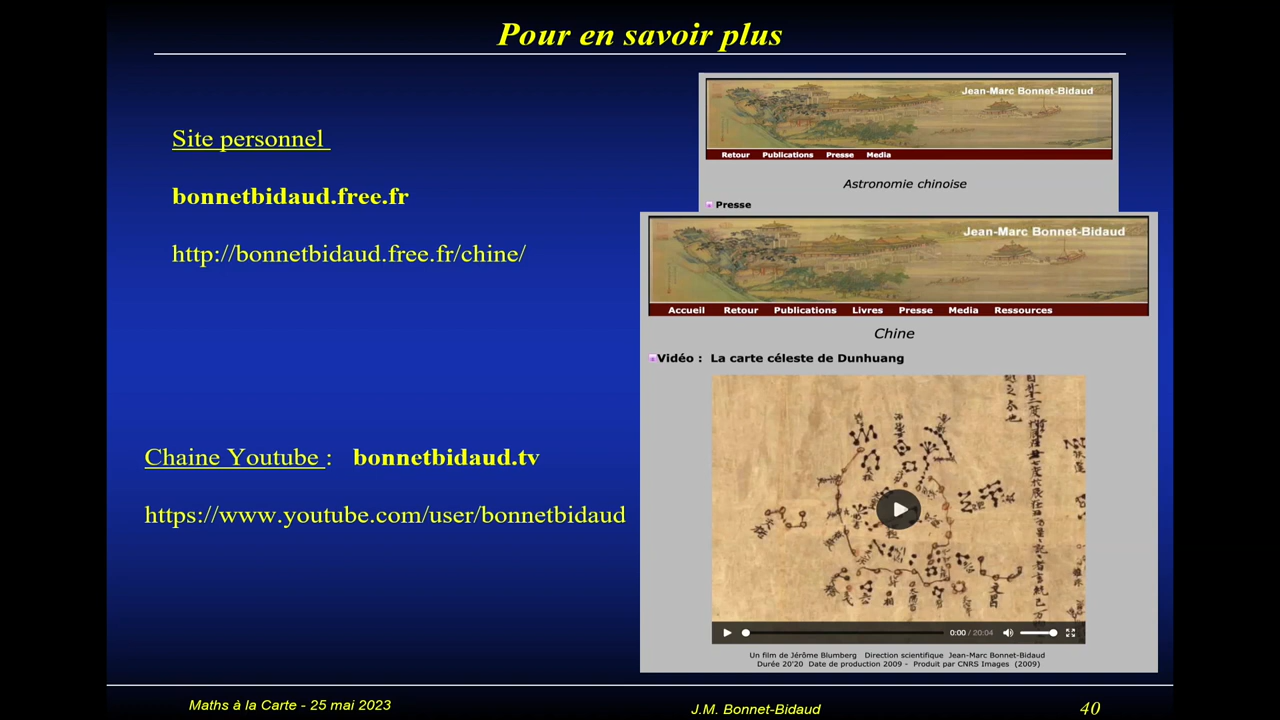 Pour en savoir plus
Site personnel
bonnetbidaud.free.fr
http://bonnetbidaud.free.fr/chine/
Chaine Youtube : bonnetbidaud.tv
https://www.youtube.com/user/bonnetbidaud
Jean-Marc Bonnet-Bidaud
Retour Publications Presse Media
Astronomie chinoise
Presse
Jean-Marc Bonnet-Bidaud
Accueil Retour Publications Livres Presse Media Ressources
Chine
Vidéo : La carte céleste de Dunhuang
0:00 / 20:04
Un film de Jérôme Blumberg Direction scientifique Jean-Marc Bonnet-Bidaud
Durée 20'20 Date de production 2009 - Produit par CNRS Images (2009)
Maths à la Carte - 25 mai 2023
J.M. Bonnet-Bidaud
40